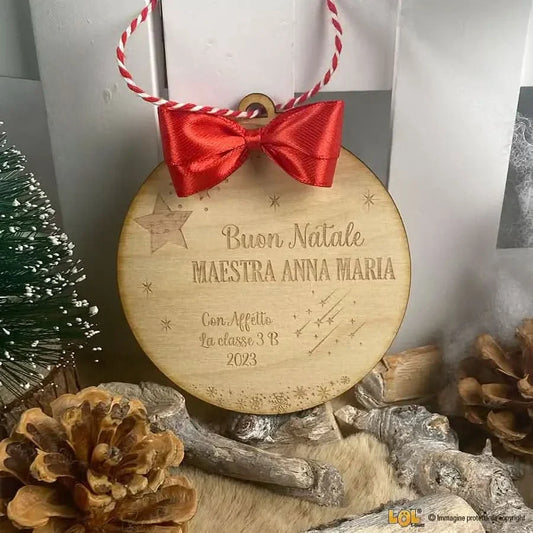 Buon Natale
MAESTRA ANNA MARIA
Con Affetto
La classe 3 B
2023
LOL
© Immagine protetta da copyright